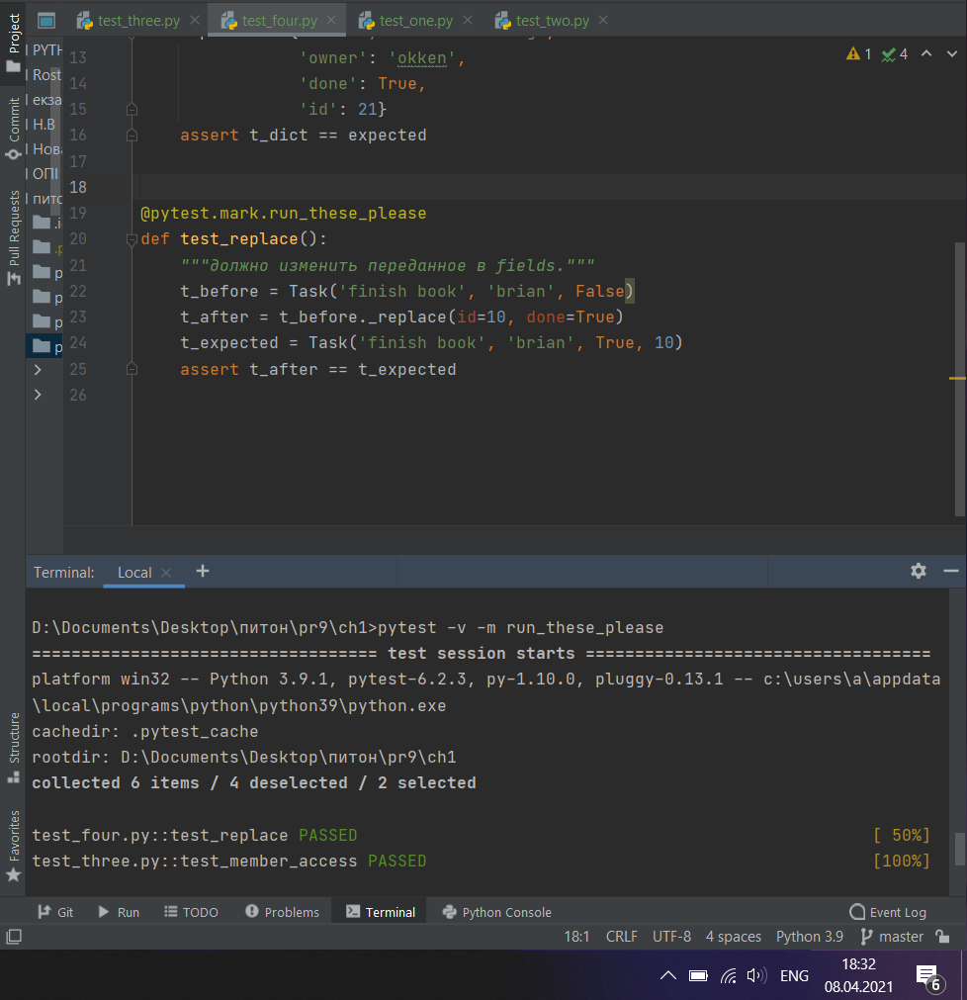 Project
Commit
Pull Requests
Structure
Favorites
test_three.py
test_four.py
test_one.py
test_two.py
PYTH
Rost
екза
Н.В
Нова
ОПІ
пито
.i
.p
p
p
p
p
1 4
13 'owner': 'okken',
14 'done': True,
15 'id': 21}
16 assert t_dict == expected
17
18
19 @pytest.mark.run_these_please
20 def test_replace():
21 """должно изменить переданное в fields."""
22 t_before = Task('finish book', 'brian', False)
23 t_after = t_before._replace(id=10, done=True)
24 t_expected = Task('finish book', 'brian', True, 10)
25 assert t_after == t_expected
26
Terminal: Local
D:\Documents\Desktop\питон\pr9\ch1>pytest -v -m run_these_please
=================================== test session starts ===================================
platform win32 -- Python 3.9.1, pytest-6.2.3, py-1.10.0, pluggy-0.13.1 -- c:\users\a\appdata
\local\programs\python\python39\python.exe
cachedir: .pytest_cache
rootdir: D:\Documents\Desktop\питон\pr9\ch1
collected 6 items / 4 deselected / 2 selected
test_four.py::test_replace PASSED [ 50%]
test_three.py::test_member_access PASSED [100%]
Git Run TODO Problems Terminal Python Console Event Log
18:1 CRLF UTF-8 4 spaces Python 3.9 master
ENG
18:32
08.04.2021
6